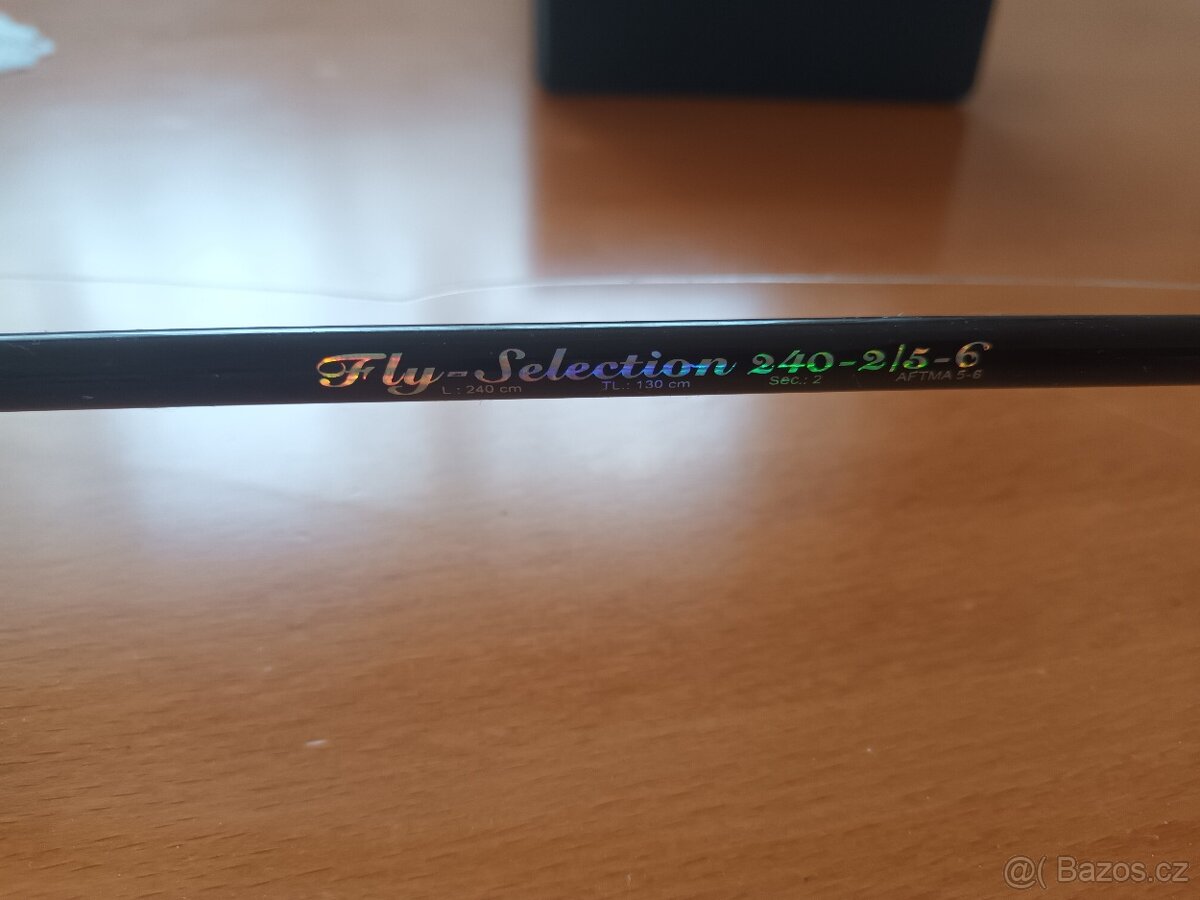 Fly-Selection 240-2/5-6
L.: 240 cm TL.: 130 cm Sec.: 2 AFTMA 5-6
@( Bazos.cz